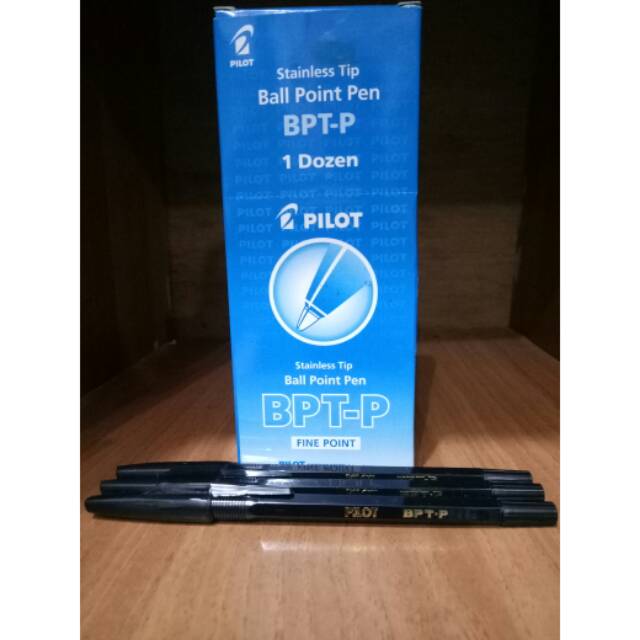 PILOT
Stainless Tip
Ball Point Pen
BPT-P
1 Dozen
PILOT
Stainless Tip
Ball Point Pen
BPT-P
FINE POINT
PILOT
PILOT BPT-P